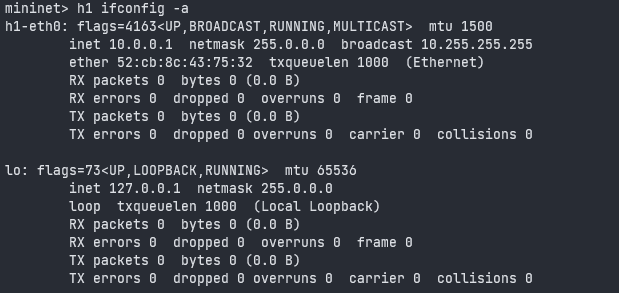 mininet> h1 ifconfig -a
h1-eth0: flags=4163<UP,BROADCAST,RUNNING,MULTICAST>  mtu 1500
        inet 10.0.0.1  netmask 255.0.0.0  broadcast 10.255.255.255
        ether 52:cb:8c:43:75:32  txqueuelen 1000  (Ethernet)
        RX packets 0  bytes 0 (0.0 B)
        RX errors 0  dropped 0  overruns 0  frame 0
        TX packets 0  bytes 0 (0.0 B)
        TX errors 0  dropped 0 overruns 0  carrier 0  collisions 0

lo: flags=73<UP,LOOPBACK,RUNNING>  mtu 65536
        inet 127.0.0.1  netmask 255.0.0.0
        loop  txqueuelen 1000  (Local Loopback)
        RX packets 0  bytes 0 (0.0 B)
        RX errors 0  dropped 0  overruns 0  frame 0
        TX packets 0  bytes 0 (0.0 B)
        TX errors 0  dropped 0 overruns 0  carrier 0  collisions 0